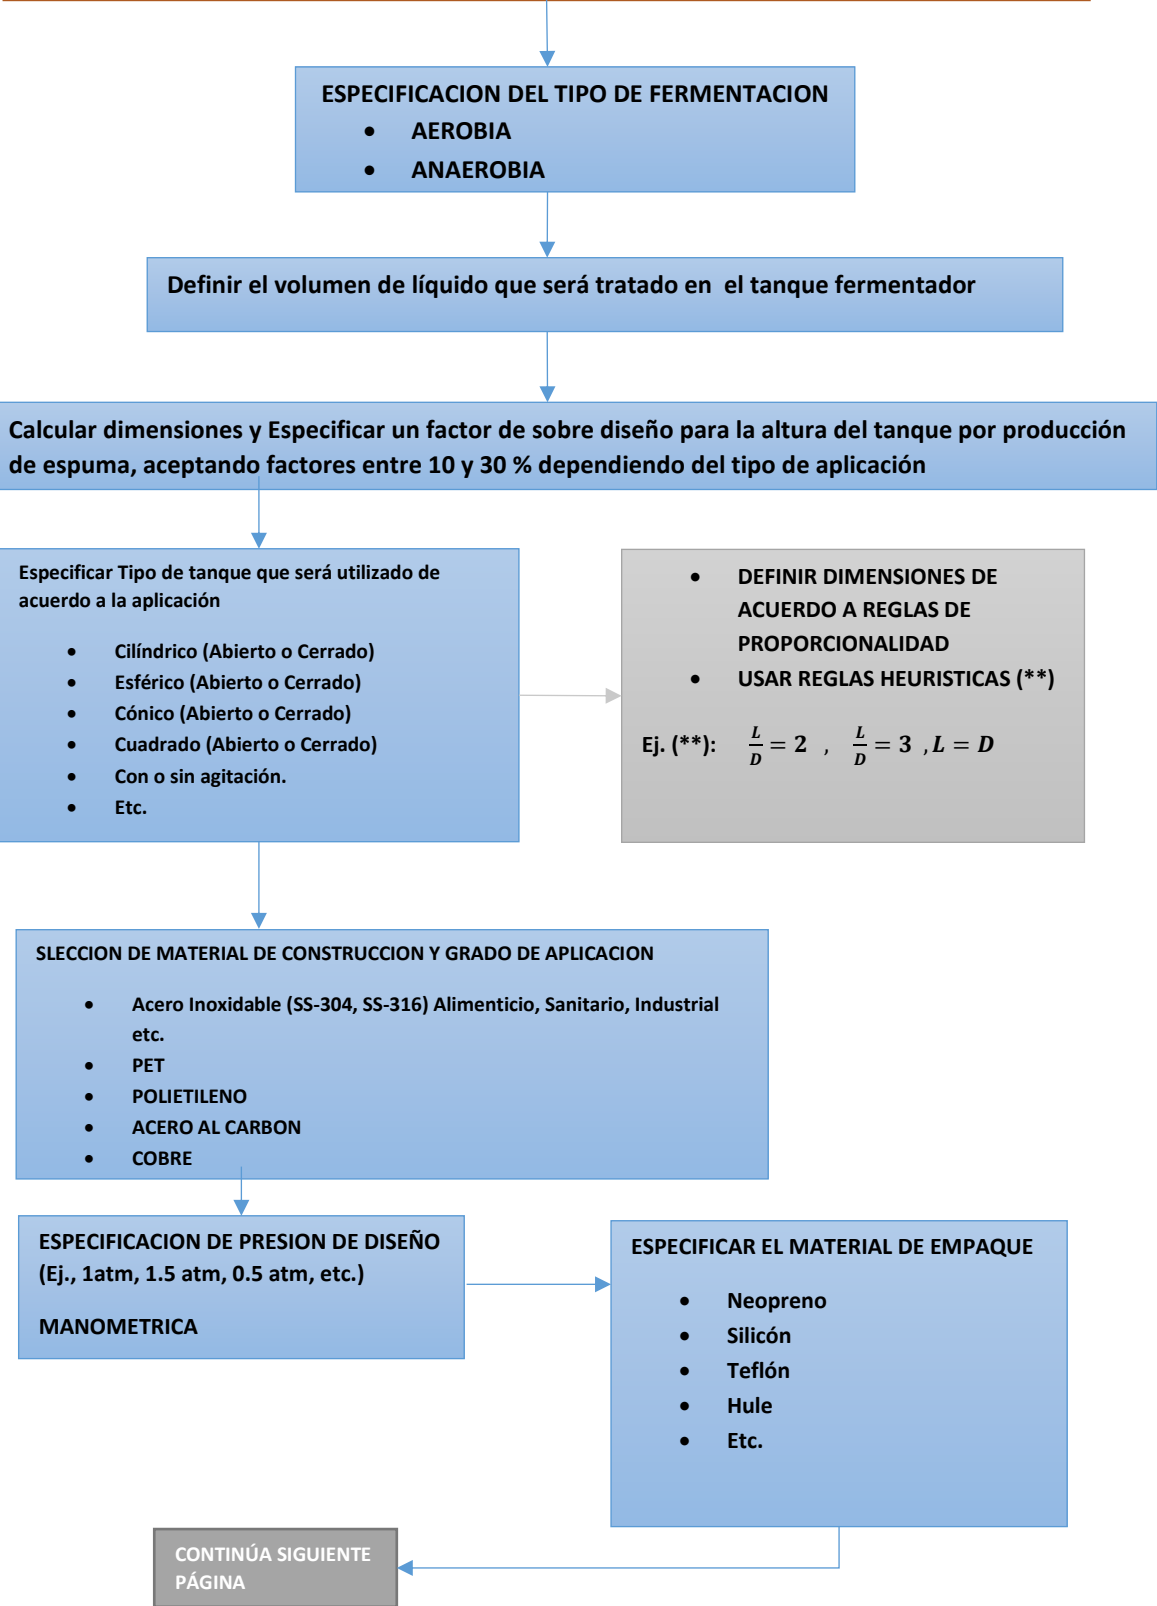 ESPECIFICACION DEL TIPO DE FERMENTACION
• AEROBIA
• ANAEROBIA
Definir el volumen de líquido que será tratado en el tanque fermentador
Calcular dimensiones y Especificar un factor de sobre diseño para la altura del tanque por producción
de espuma, aceptando factores entre 10 y 30 % dependiendo del tipo de aplicación
Especificar Tipo de tanque que será utilizado de
acuerdo a la aplicación
• Cilíndrico (Abierto o Cerrado)
• Esférico (Abierto o Cerrado)
• Cónico (Abierto o Cerrado)
• Cuadrado (Abierto o Cerrado)
• Con o sin agitación.
• Etc.
• DEFINIR DIMENSIONES DE
ACUERDO A REGLAS DE
PROPORCIONALIDAD
• USAR REGLAS HEURISTICAS (**)
Ej. (**): L/D = 2 , L/D = 3 , L = D
SLECCION DE MATERIAL DE CONSTRUCCION Y GRADO DE APLICACION
• Acero Inoxidable (SS-304, SS-316) Alimenticio, Sanitario, Industrial
etc.
• PET
• POLIETILENO
• ACERO AL CARBON
• COBRE
ESPECIFICACION DE PRESION DE DISEÑO
(Ej., 1atm, 1.5 atm, 0.5 atm, etc.)
MANOMETRICA
ESPECIFICAR EL MATERIAL DE EMPAQUE
• Neopreno
• Silicón
• Teflón
• Hule
• Etc.
CONTINÚA SIGUIENTE
PÁGINA